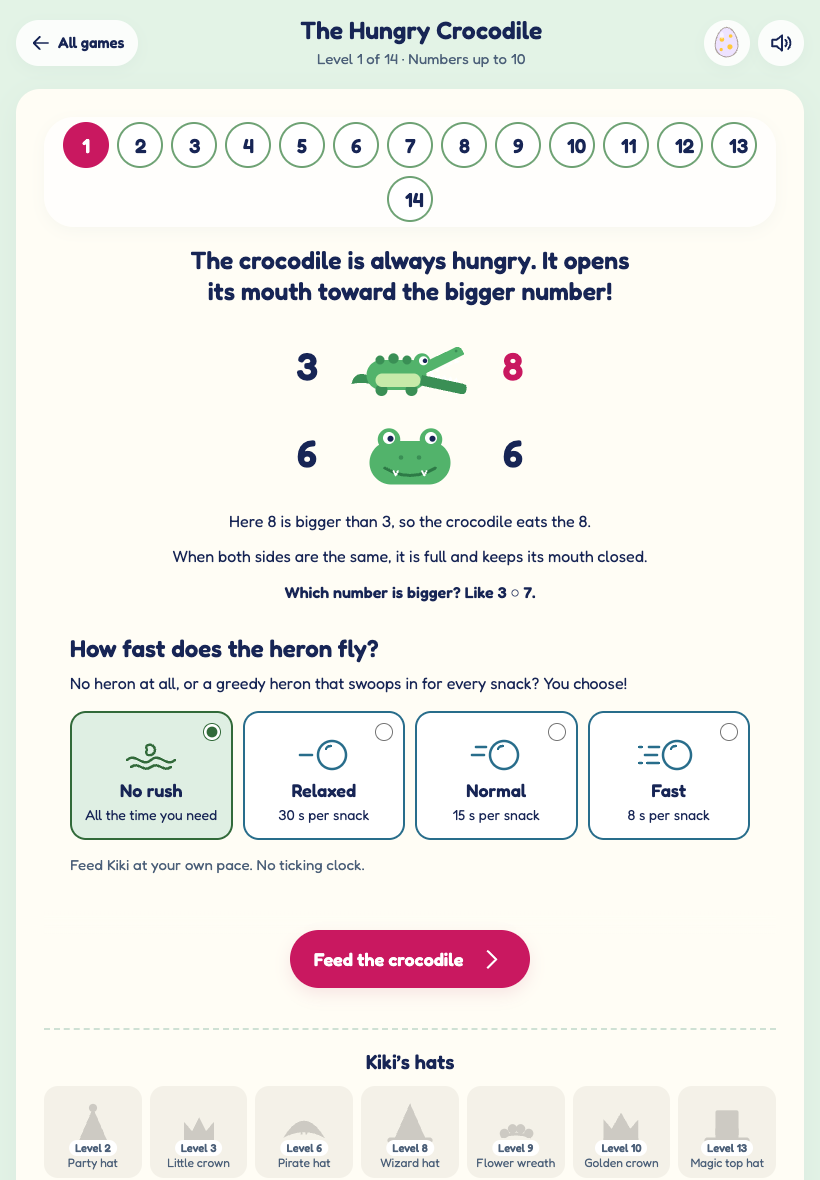 All games
The Hungry Crocodile
Level 1 of 14 · Numbers up to 10
1 2 3 4 5 6 7 8 9 10 11 12 13
14
The crocodile is always hungry. It opens
its mouth toward the bigger number!
3 8
6 6
Here 8 is bigger than 3, so the crocodile eats the 8.
When both sides are the same, it is full and keeps its mouth closed.
Which number is bigger? Like 3 ○ 7.
How fast does the heron fly?
No heron at all, or a greedy heron that swoops in for every snack? You choose!
No rush
All the time you need
Relaxed
30 s per snack
Normal
15 s per snack
Fast
8 s per snack
Feed Kiki at your own pace. No ticking clock.
Feed the crocodile
Kiki’s hats
Level 2
Party hat
Level 3
Little crown
Level 6
Pirate hat
Level 8
Wizard hat
Level 9
Flower wreath
Level 10
Golden crown
Level 13
Magic top hat